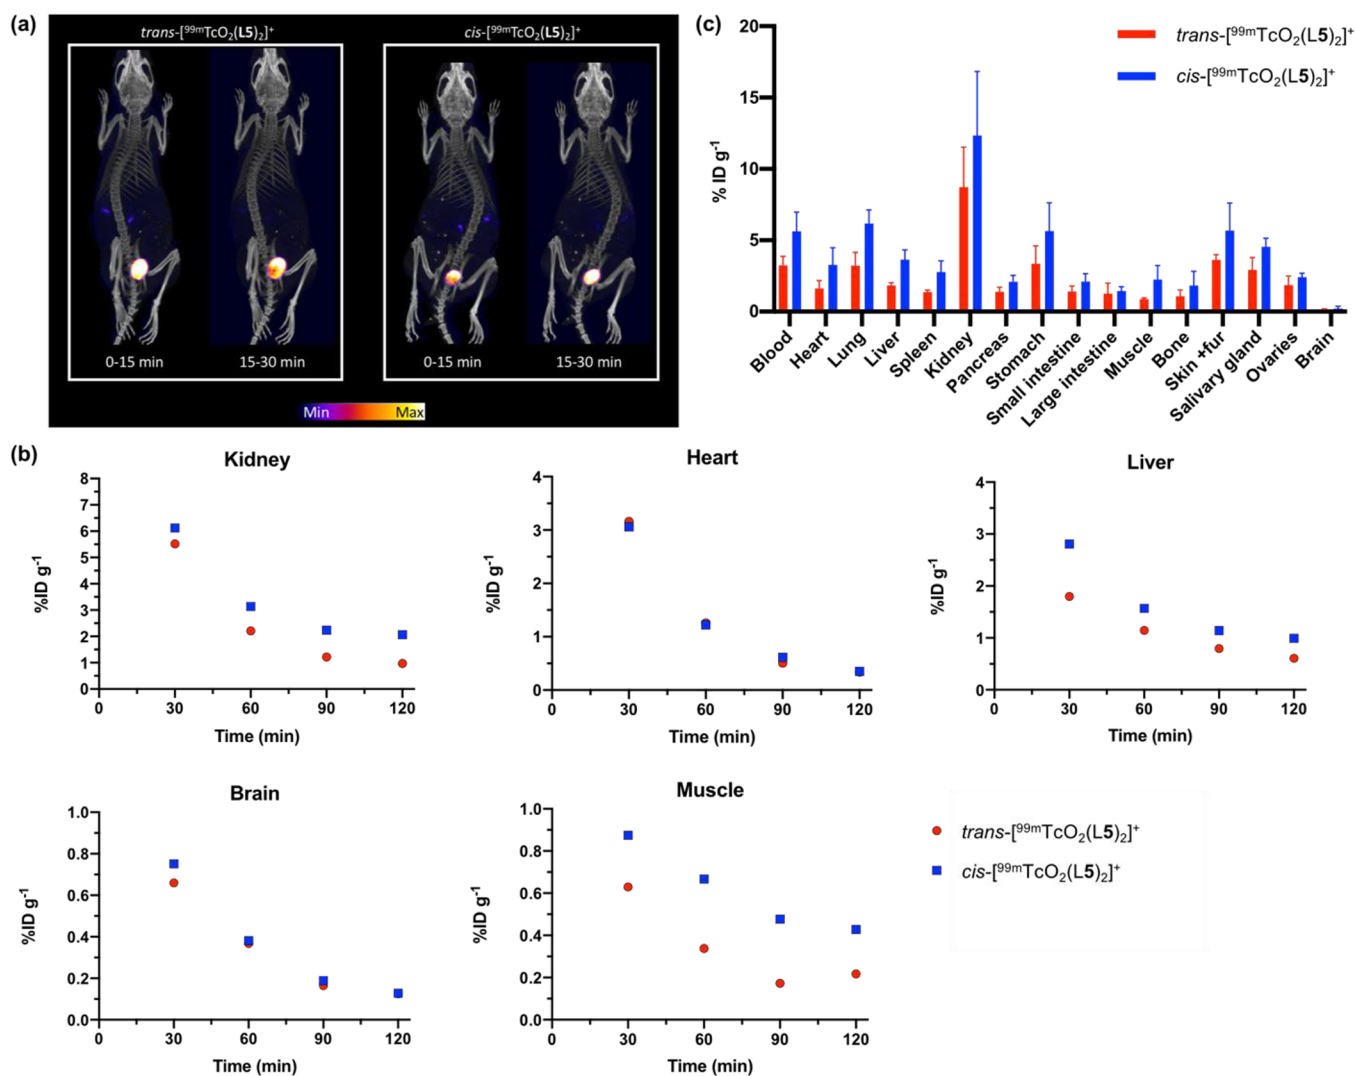 (a)
trans-[⁹⁹ᵐTcO₂(L5)₂]⁺
cis-[⁹⁹ᵐTcO₂(L5)₂]⁺
0-15 min
15-30 min
0-15 min
15-30 min
Min
Max
(c)
% ID g⁻¹
20
15
10
5
0
trans-[⁹⁹ᵐTcO₂(L5)₂]⁺
cis-[⁹⁹ᵐTcO₂(L5)₂]⁺
Blood
Heart
Lung
Liver
Spleen
Kidney
Pancreas
Stomach
Small intestine
Large intestine
Muscle
Bone
Skin +fur
Salivary gland
Ovaries
Brain
(b)
Kidney
%ID g⁻¹
8
7
6
5
4
3
2
1
0
0 30 60 90 120
Time (min)
Heart
%ID g⁻¹
4
3
2
1
0
0 30 60 90 120
Time (min)
Liver
%ID g⁻¹
4
3
2
1
0
0 30 60 90 120
Time (min)
Brain
%ID g⁻¹
1.0
0.8
0.6
0.4
0.2
0.0
0 30 60 90 120
Time (min)
Muscle
%ID g⁻¹
1.0
0.8
0.6
0.4
0.2
0.0
0 30 60 90 120
Time (min)
trans-[⁹⁹ᵐTcO₂(L5)₂]⁺
cis-[⁹⁹ᵐTcO₂(L5)₂]⁺